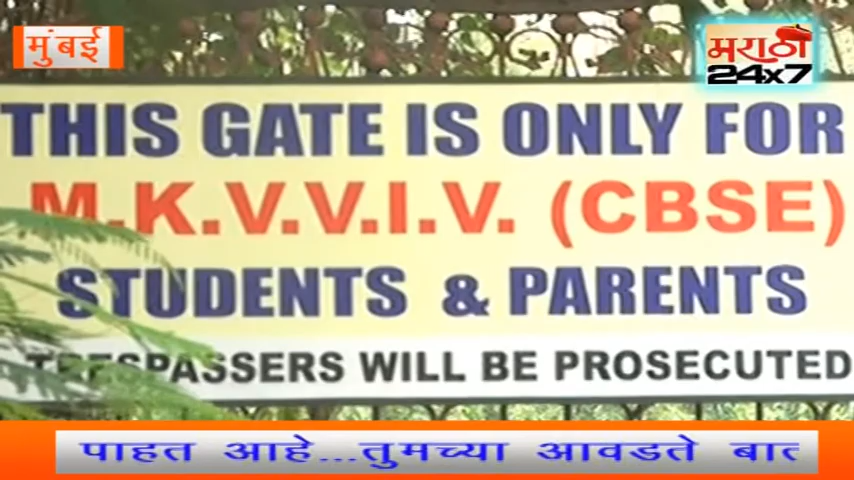 मुंबई
मराठी
24x7
THIS GATE IS ONLY FOR
M.K.V.V.I.V. (CBSE)
STUDENTS & PARENTS
TRESPASSERS WILL BE PROSECUTED
पाहत आहे...तुमच्या आवडते बात